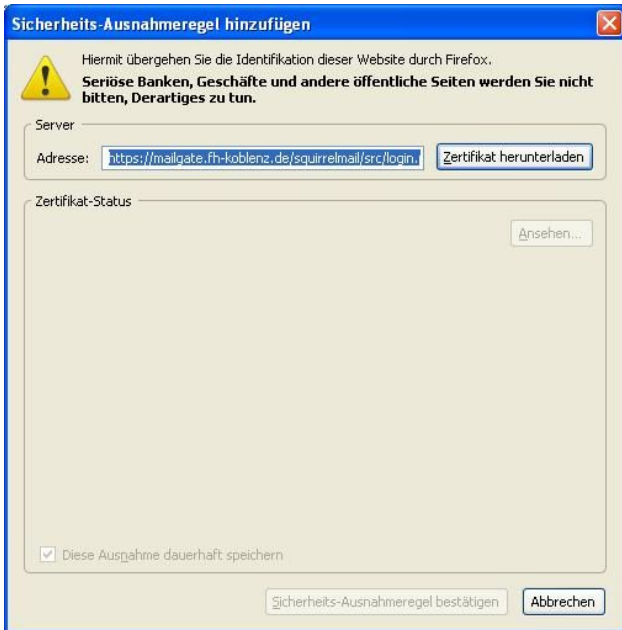 Sicherheits-Ausnahmeregel hinzufügen
Hiermit übergehen Sie die Identifikation dieser Website durch Firefox.
Seriöse Banken, Geschäfte und andere öffentliche Seiten werden Sie nicht
bitten, Derartiges zu tun.
Server
Adresse: https://mailgate.fh-koblenz.de/squirrelmail/src/login. Zertifikat herunterladen
Zertifikat-Status
Ansehen...
Diese Ausnahme dauerhaft speichern
Sicherheits-Ausnahmeregel bestätigen Abbrechen